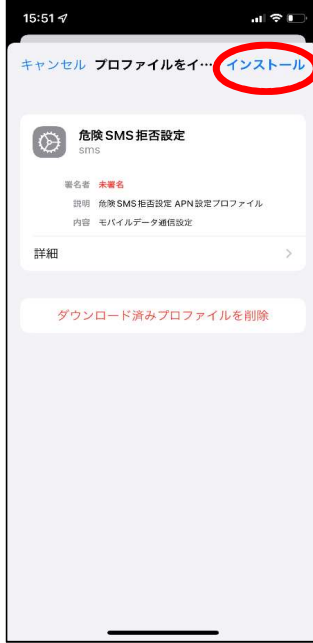 15:51
キャンセル プロファイルをイ… インストール
危険SMS拒否設定
sms
署名者 未署名
説明 危険SMS拒否設定 APN設定プロファイル
内容 モバイルデータ通信設定
詳細
ダウンロード済みプロファイルを削除